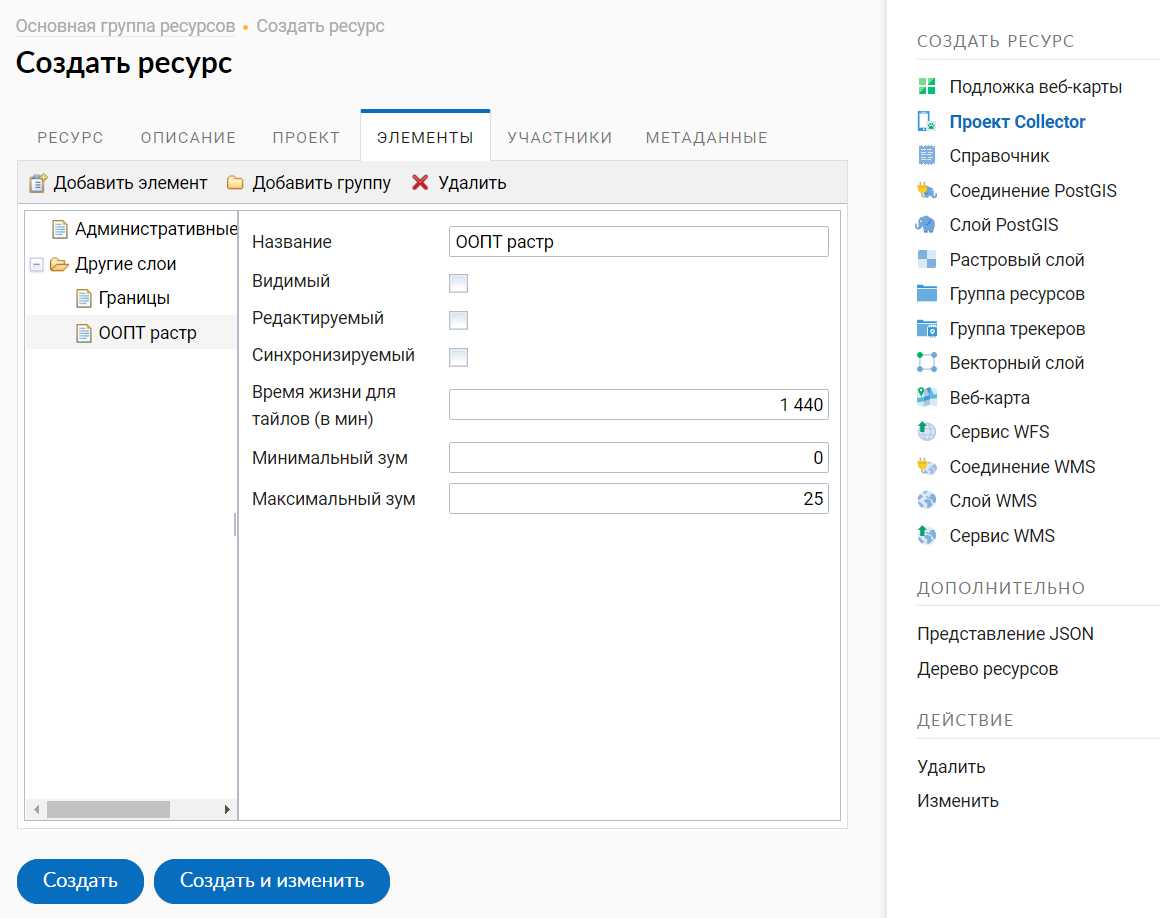 Основная группа ресурсов • Создать ресурс
Создать ресурс
РЕСУРС ОПИСАНИЕ ПРОЕКТ ЭЛЕМЕНТЫ УЧАСТНИКИ МЕТАДАННЫЕ
Добавить элемент Добавить группу Удалить
Административные
Другие слои
Границы
ООПТ растр
Название ООПТ растр
Видимый
Редактируемый
Синхронизируемый
Время жизни для
тайлов (в мин) 1 440
Минимальный зум 0
Максимальный зум 25
Создать Создать и изменить
СОЗДАТЬ РЕСУРС
Подложка веб-карты
Проект Collector
Справочник
Соединение PostGIS
Слой PostGIS
Растровый слой
Группа ресурсов
Группа трекеров
Векторный слой
Веб-карта
Сервис WFS
Соединение WMS
Слой WMS
Сервис WMS
ДОПОЛНИТЕЛЬНО
Представление JSON
Дерево ресурсов
ДЕЙСТВИЕ
Удалить
Изменить